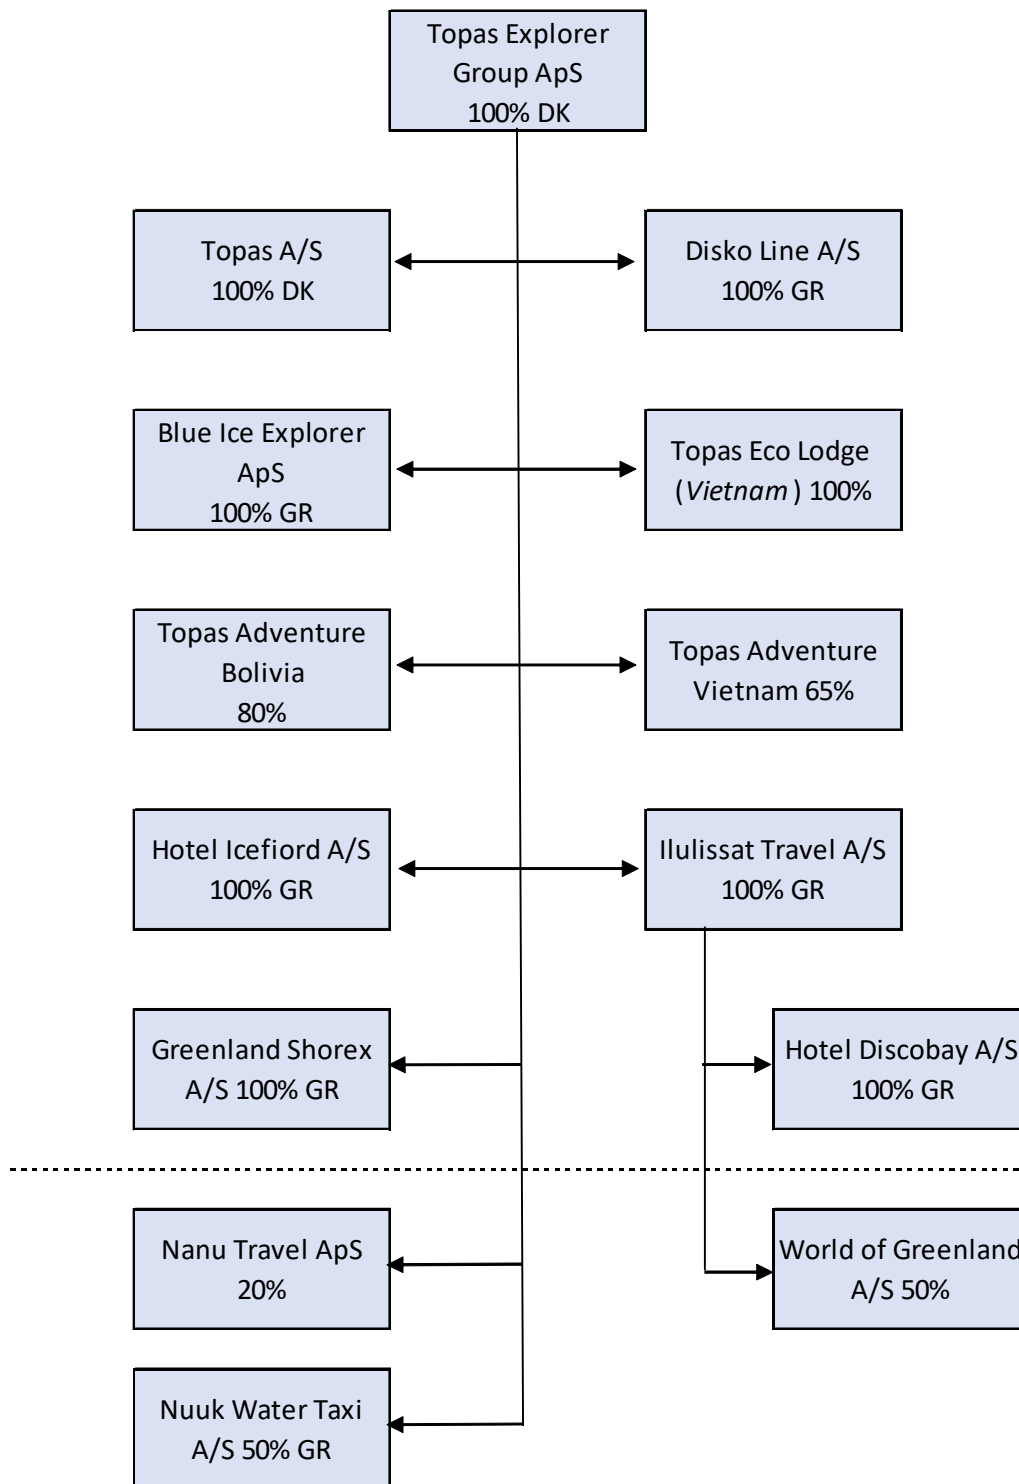 Topas Explorer
Group ApS
100% DK
Topas A/S
100% DK
Disko Line A/S
100% GR
Blue Ice Explorer
ApS
100% GR
Topas Eco Lodge
(Vietnam) 100%
Topas Adventure
Bolivia
80%
Topas Adventure
Vietnam 65%
Hotel Icefiord A/S
100% GR
Ilulissat Travel A/S
100% GR
Greenland Shorex
A/S 100% GR
Hotel Discobay A/S
100% GR
Nanu Travel ApS
20%
World of Greenland
A/S 50%
Nuuk Water Taxi
A/S 50% GR